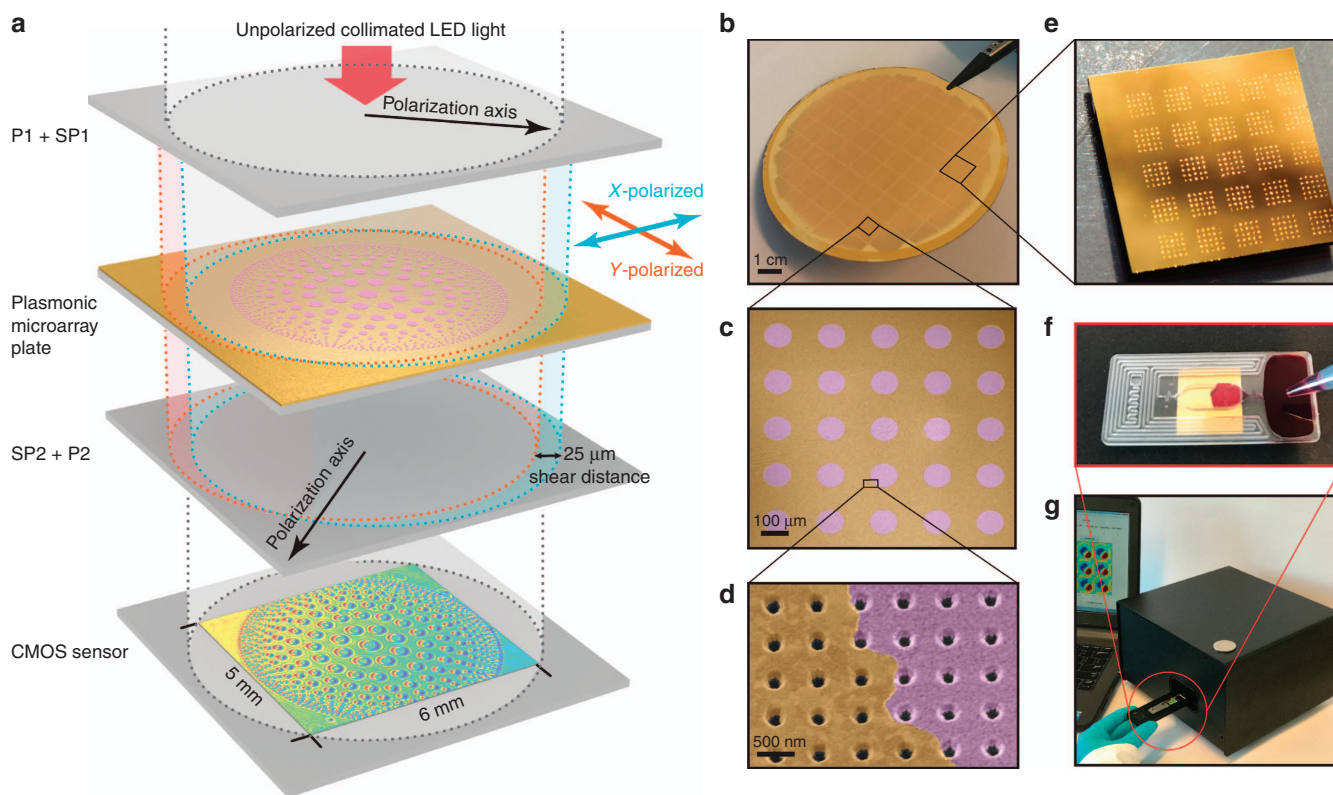 a
Unpolarized collimated LED light
Polarization axis
P1 + SP1
X-polarized
Y-polarized
Plasmonic
microarray
plate
SP2 + P2
25 μm
shear distance
Polarization axis
CMOS sensor
5 mm
6 mm
b
1 cm
c
100 μm
d
500 nm
e
f
g